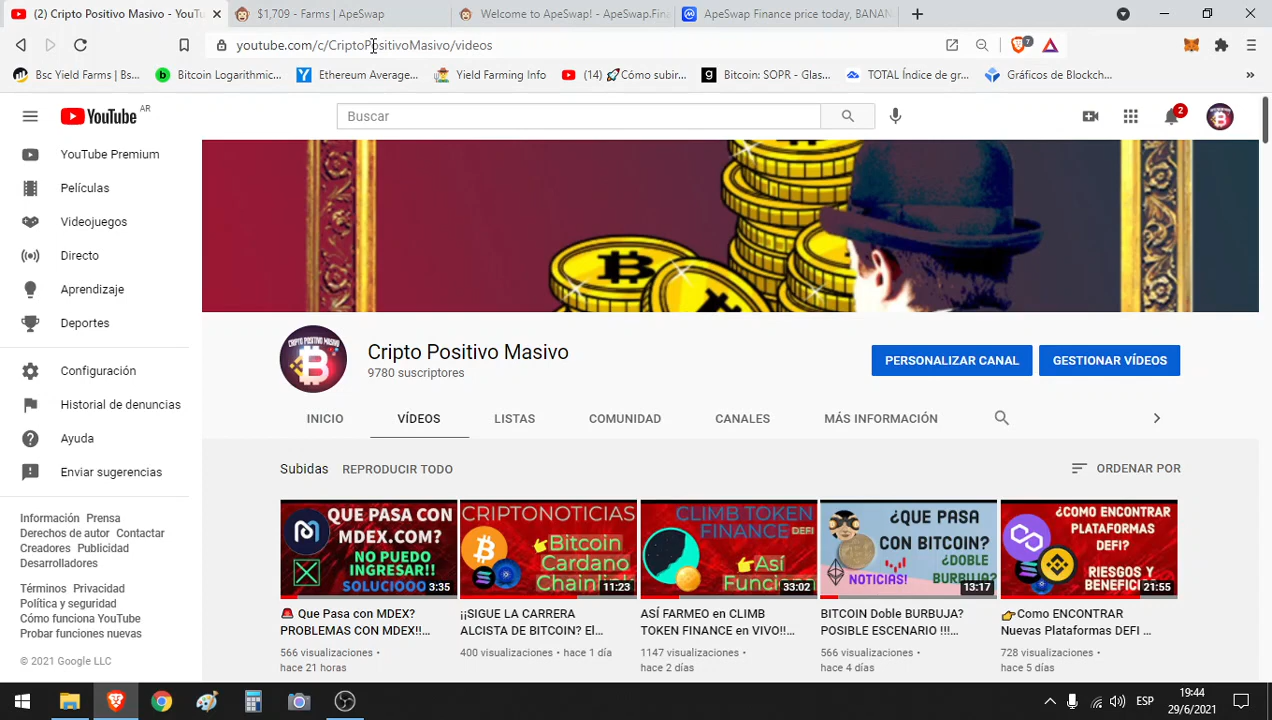 (2) Cripto Positivo Masivo - YouTu
$1,709 - Farms | ApeSwap
Welcome to ApeSwap! - ApeSwap.Fin
ApeSwap Finance price today, BANAN
youtube.com/c/CriptoPositivoMasivo/videos
7
Bsc Yield Farms | Bs...
Bitcoin Logarithmic...
Ethereum Average...
Yield Farming Info
(14) 🚀Cómo subir...
Bitcoin: SOPR - Glas...
TOTAL Índice de gr...
Gráficos de Blockch...
YouTube AR
Buscar
2
YouTube Premium
Películas
Videojuegos
Directo
Aprendizaje
Deportes
Configuración
Historial de denuncias
Ayuda
Enviar sugerencias
Información Prensa
Derechos de autor Contactar
Creadores Publicidad
Desarrolladores
Términos Privacidad
Política y seguridad
Cómo funciona YouTube
Probar funciones nuevas
© 2021 Google LLC
CRIPTO POSITIVO MASIVO
Cripto Positivo Masivo
9780 suscriptores
PERSONALIZAR CANAL
GESTIONAR VÍDEOS
INICIO
VÍDEOS
LISTAS
COMUNIDAD
CANALES
MÁS INFORMACIÓN
Subidas
REPRODUCIR TODO
ORDENAR POR
QUE PASA CON
MDEX.COM?
NO PUEDO
INGRESAR!!
SOLUCIOOO
3:35
🚨 Que Pasa con MDEX?
PROBLEMAS CON MDEX!!...
566 visualizaciones •
hace 21 horas
CRIPTONOTICIAS
👉Bitcoin
Cardano
Chainlink
11:23
¡¡SIGUE LA CARRERA
ALCISTA DE BITCOIN? El...
400 visualizaciones • hace 1 día
CLIMB TOKEN
FINANCE DEFI
👉Así
Funciona
33:02
ASÍ FARMEO en CLIMB
TOKEN FINANCE en VIVO!!...
1147 visualizaciones •
hace 2 días
¿QUE PASA
CON BITCOIN?
¿DOBLE
BURBUJA?
NOTICIAS!
13:17
BITCOIN Doble BURBUJA?
POSIBLE ESCENARIO !!!...
566 visualizaciones •
hace 4 días
¿COMO ENCONTRAR
PLATAFORMAS
DEFI?
RIESGOS Y
BENEFICI
21:55
👉Como ENCONTRAR
Nuevas Plataformas DEFI ...
728 visualizaciones •
hace 5 días
ESP
19:44
29/6/2021